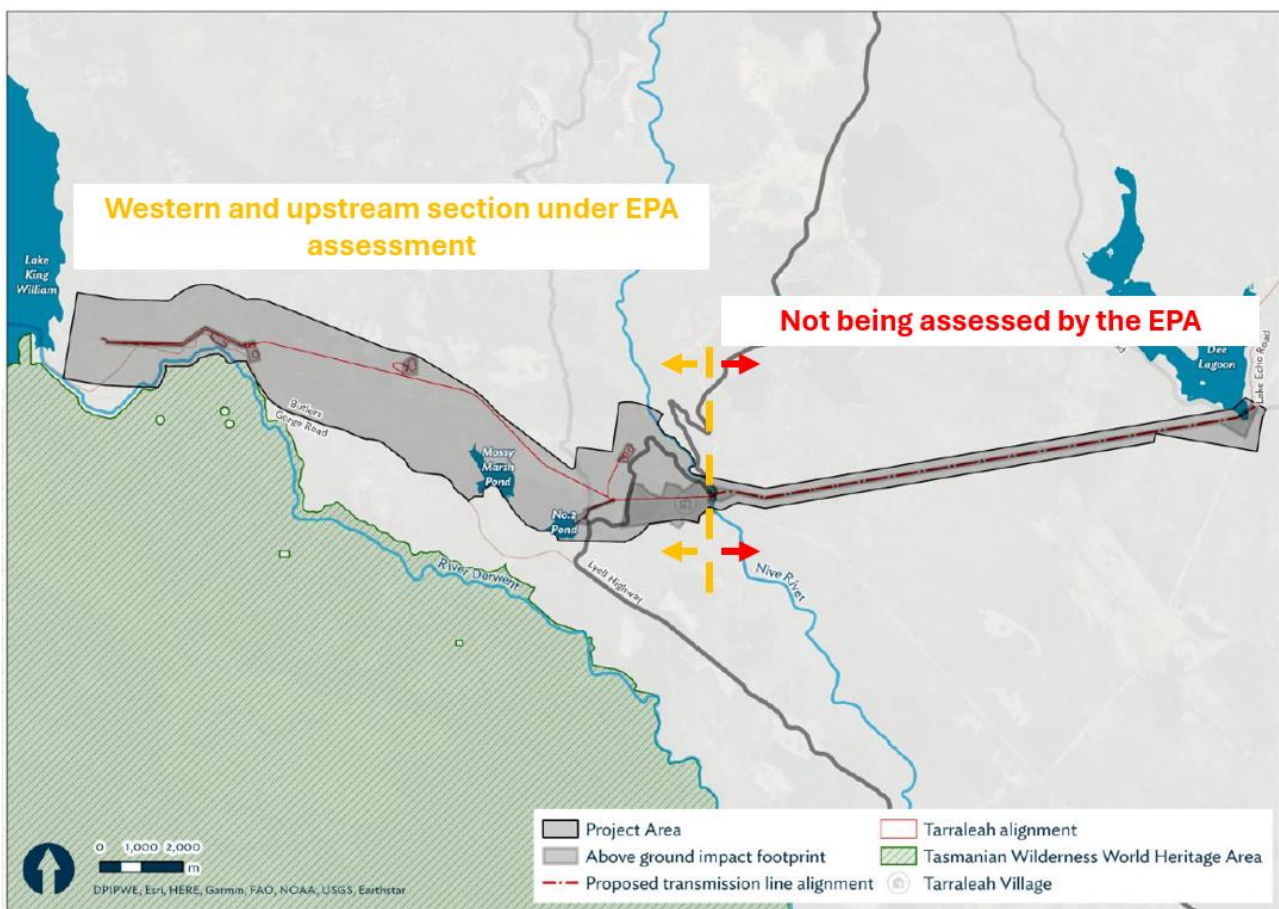 Western and upstream section under EPA
assessment
Lake
King
William
Not being assessed by the EPA
Dee
Lagoon
Lake Echo Road
Butlers
Gorge Road
Mossy
Marsh
Pond
No.2
Pond
River Derwent
Lyell Highway
Nive River
Project Area
Above ground impact footprint
Proposed transmission line alignment
Tarraleah alignment
Tasmanian Wilderness World Heritage Area
Tarraleah Village
0 1,000 2,000
m
DPIPWE, Esri, HERE, Garmin, FAO, NOAA, USGS, Earthstar